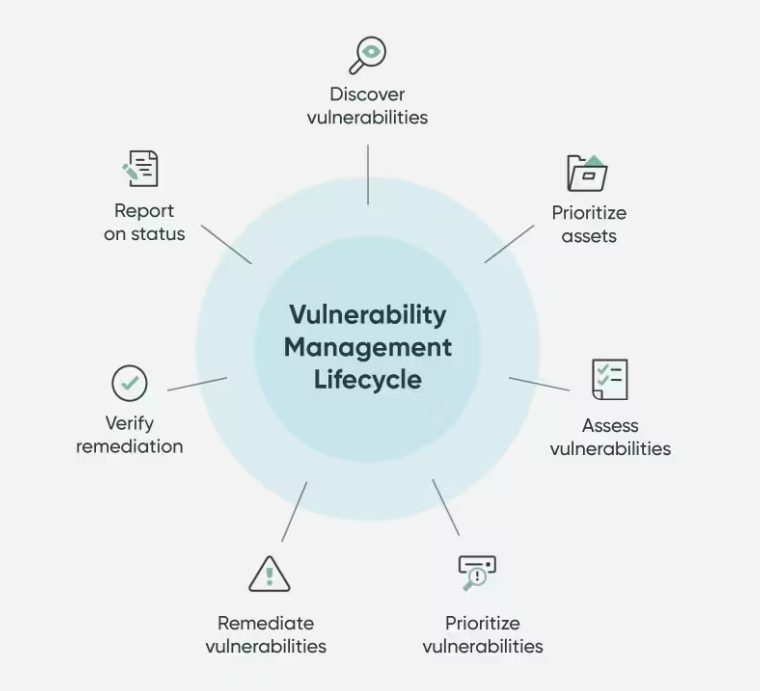 Discover
vulnerabilities
Prioritize
assets
Assess
vulnerabilities
Prioritize
vulnerabilities
Remediate
vulnerabilities
Verify
remediation
Report
on status
Vulnerability
Management
Lifecycle